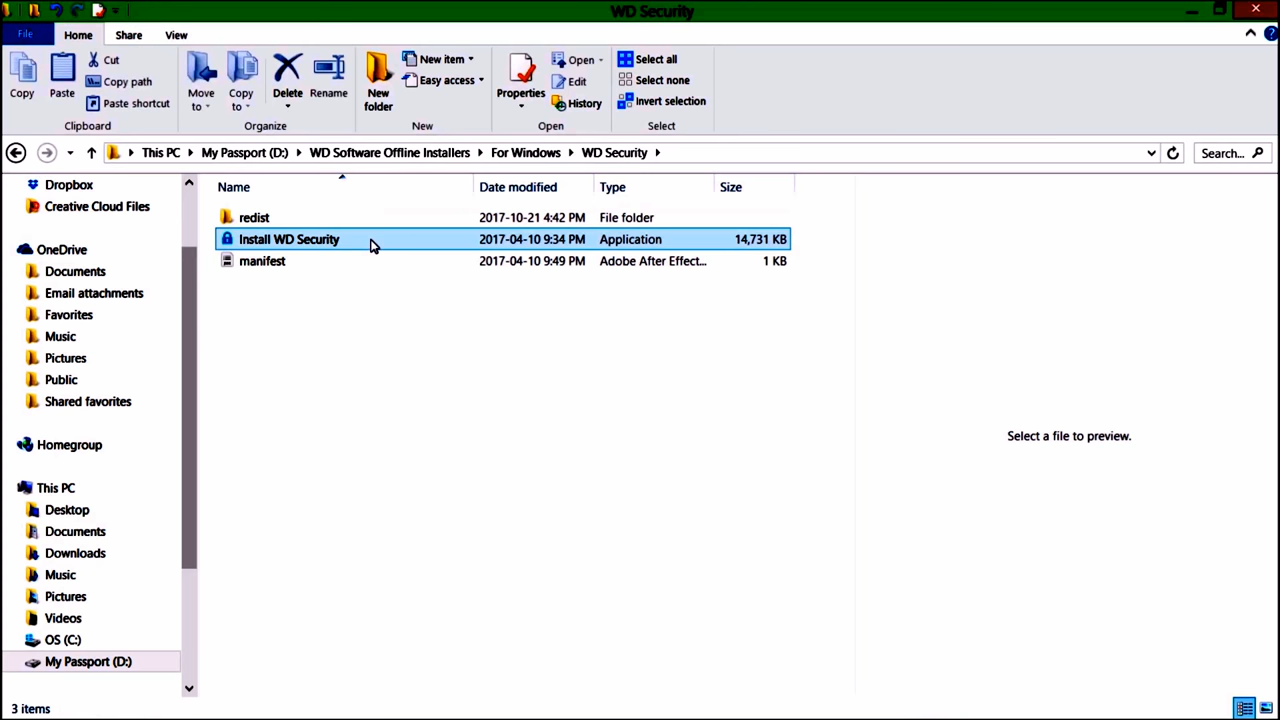 WD Security
File Home Share View
Copy
Paste
Cut
Copy path
Paste shortcut
Clipboard
Move to
Copy to
Delete
Rename
Organize
New folder
New item
Easy access
New
Properties
Open
Edit
History
Open
Select all
Select none
Invert selection
Select
This PC My Passport (D:) WD Software Offline Installers For Windows WD Security
Search...
Dropbox
Creative Cloud Files
OneDrive
Documents
Email attachments
Favorites
Music
Pictures
Public
Shared favorites
Homegroup
This PC
Desktop
Documents
Downloads
Music
Pictures
Videos
OS (C:)
My Passport (D:)
Name Date modified Type Size
redist 2017-10-21 4:42 PM File folder
Install WD Security 2017-04-10 9:34 PM Application 14,731 KB
manifest 2017-04-10 9:49 PM Adobe After Effect... 1 KB
Select a file to preview.
3 items